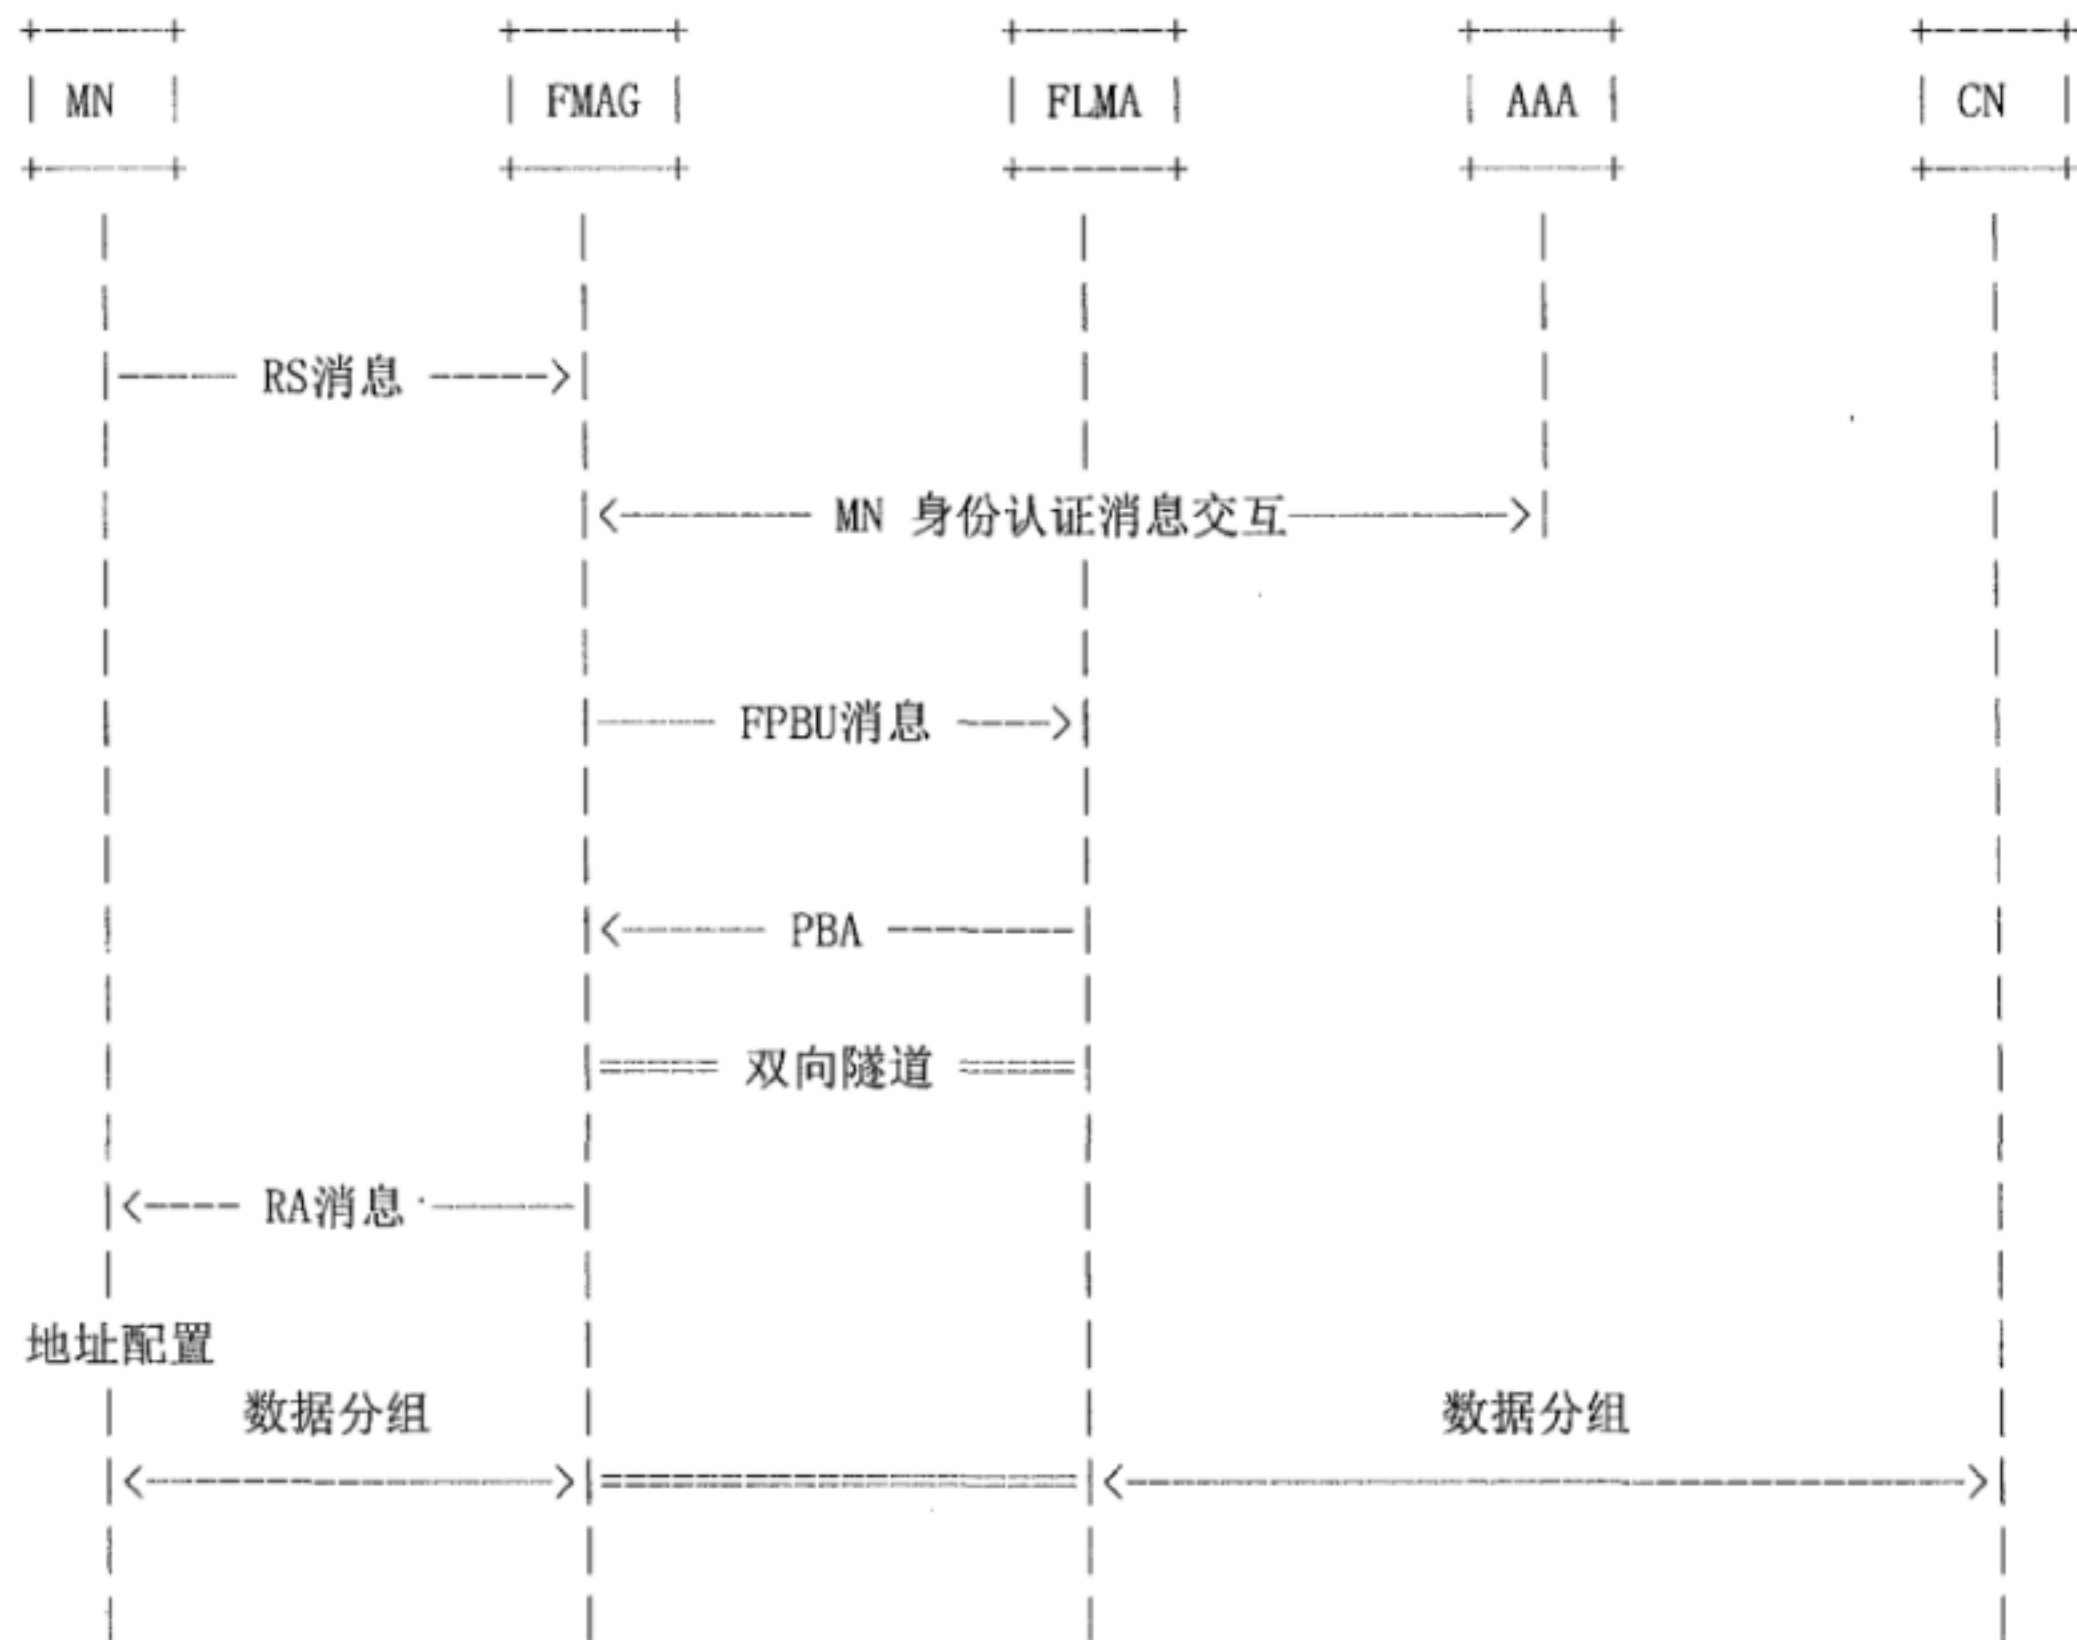 MN FMAG FLMA AAA CN
RS消息
MN 身份认证消息交互
FPBU消息
PBA
双向隧道
RA消息
地址配置
数据分组 数据分组